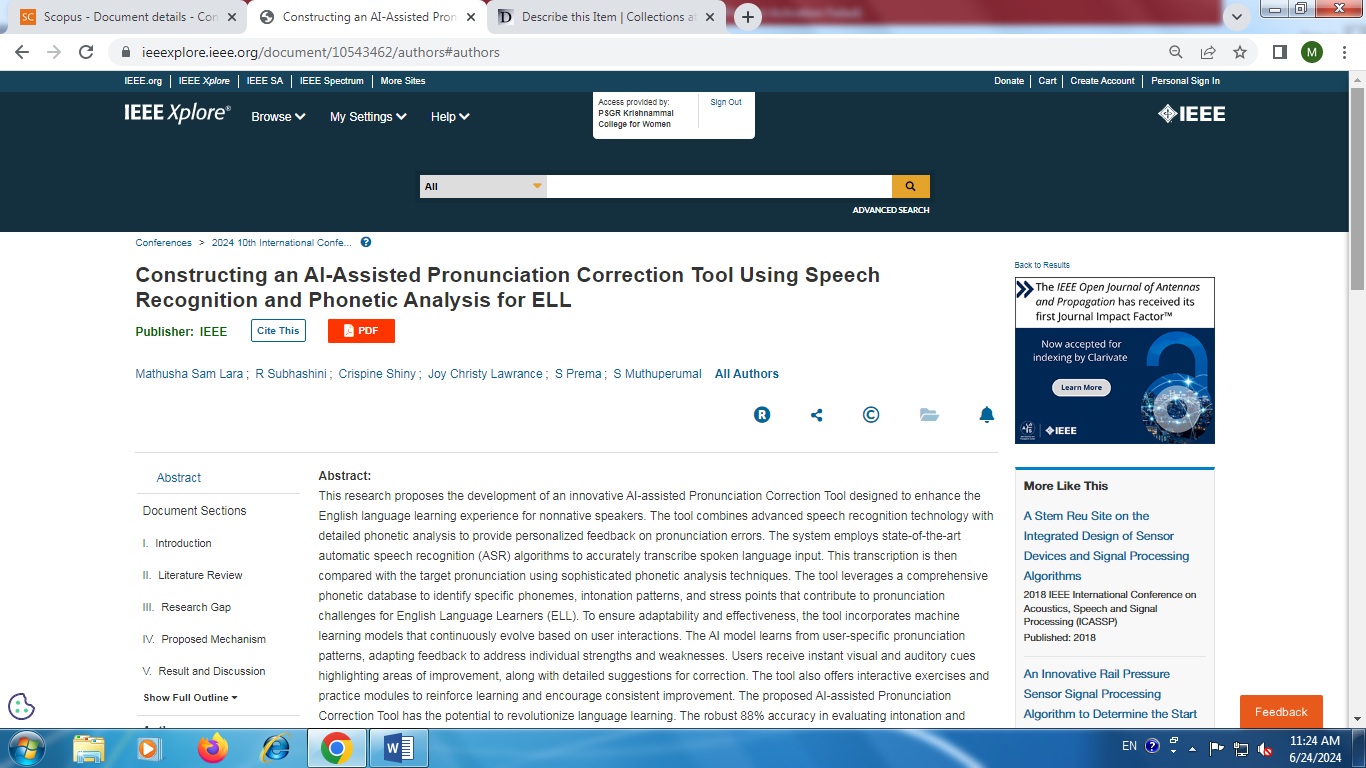 Scopus - Document details - Con
Constructing an AI-Assisted Pron
Describe this Item | Collections a
ieeexplore.ieee.org/document/10543462/authors#authors
M
IEEE.org
IEEE Xplore
IEEE SA
IEEE Spectrum
More Sites
Donate
Cart
Create Account
Personal Sign In
IEEE Xplore®
Browse
My Settings
Help
Access provided by:
PSGR Krishnammal
College for Women
Sign Out
IEEE
All
ADVANCED SEARCH
Conferences > 2024 10th International Confe...
Constructing an AI-Assisted Pronunciation Correction Tool Using Speech
Recognition and Phonetic Analysis for ELL
Publisher: IEEE
Cite This
PDF
Mathusha Sam Lara ; R Subhashini ; Crispine Shiny ; Joy Christy Lawrance ; S Prema ; S Muthuperumal All Authors
Back to Results
The IEEE Open Journal of Antennas
and Propagation has received its
first Journal Impact Factor™
Now accepted for
indexing by Clarivate
Learn More
IEEE
Abstract
Document Sections
I. Introduction
II. Literature Review
III. Research Gap
IV. Proposed Mechanism
V. Result and Discussion
Show Full Outline
Abstract:
This research proposes the development of an innovative AI-assisted Pronunciation Correction Tool designed to enhance the
English language learning experience for nonnative speakers. The tool combines advanced speech recognition technology with
detailed phonetic analysis to provide personalized feedback on pronunciation errors. The system employs state-of-the-art
automatic speech recognition (ASR) algorithms to accurately transcribe spoken language input. This transcription is then
compared with the target pronunciation using sophisticated phonetic analysis techniques. The tool leverages a comprehensive
phonetic database to identify specific phonemes, intonation patterns, and stress points that contribute to pronunciation
challenges for English Language Learners (ELL). To ensure adaptability and effectiveness, the tool incorporates machine
learning models that continuously evolve based on user interactions. The AI model learns from user-specific pronunciation
patterns, adapting feedback to address individual strengths and weaknesses. Users receive instant visual and auditory cues
highlighting areas of improvement, along with detailed suggestions for correction. The tool also offers interactive exercises and
practice modules to reinforce learning and encourage consistent improvement. The proposed AI-assisted Pronunciation
Correction Tool has the potential to revolutionize language learning. The robust 88% accuracy in evaluating intonation and
More Like This
A Stem Reu Site on the
Integrated Design of Sensor
Devices and Signal Processing
Algorithms
2018 IEEE International Conference on
Acoustics, Speech and Signal
Processing (ICASSP)
Published: 2018
An Innovative Rail Pressure
Sensor Signal Processing
Algorithm to Determine the Start
Feedback
EN
11:24 AM
6/24/2024